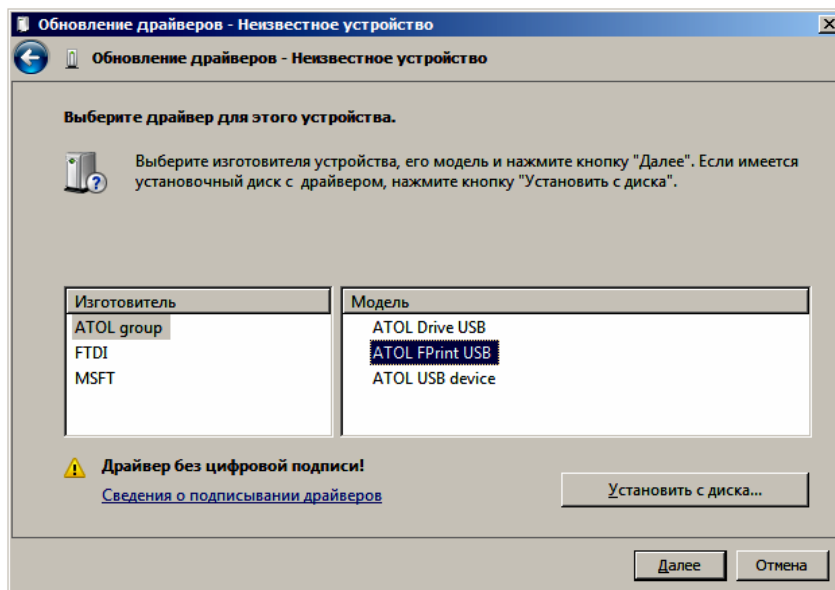 Обновление драйверов - Неизвестное устройство
Обновление драйверов - Неизвестное устройство
Выберите драйвер для этого устройства.
Выберите изготовителя устройства, его модель и нажмите кнопку "Далее". Если имеется
установочный диск с драйвером, нажмите кнопку "Установить с диска".
Изготовитель
ATOL group
FTDI
MSFT
Модель
ATOL Drive USB
ATOL FPrint USB
ATOL USB device
Драйвер без цифровой подписи!
Сведения о подписывании драйверов
Установить с диска...
Далее
Отмена